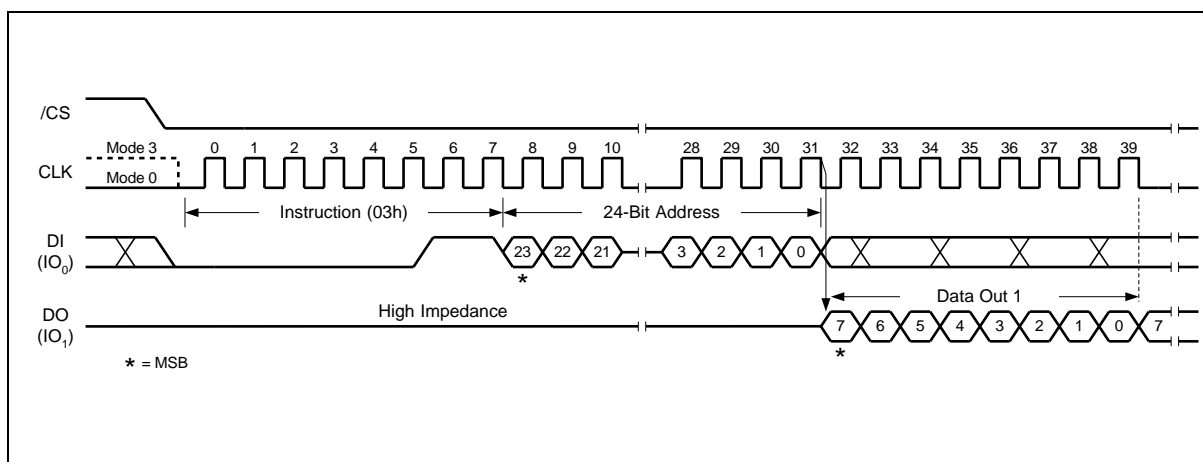 /CS
Mode 3
0 1 2 3 4 5 6 7 8 9 10 28 29 30 31 32 33 34 35 36 37 38 39
CLK
Mode 0
Instruction (03h)
24-Bit Address
DI
(IO0)
23 22 21 3 2 1 0
*
Data Out 1
DO
(IO1)
High Impedance
7 6 5 4 3 2 1 0 7
*
* = MSB